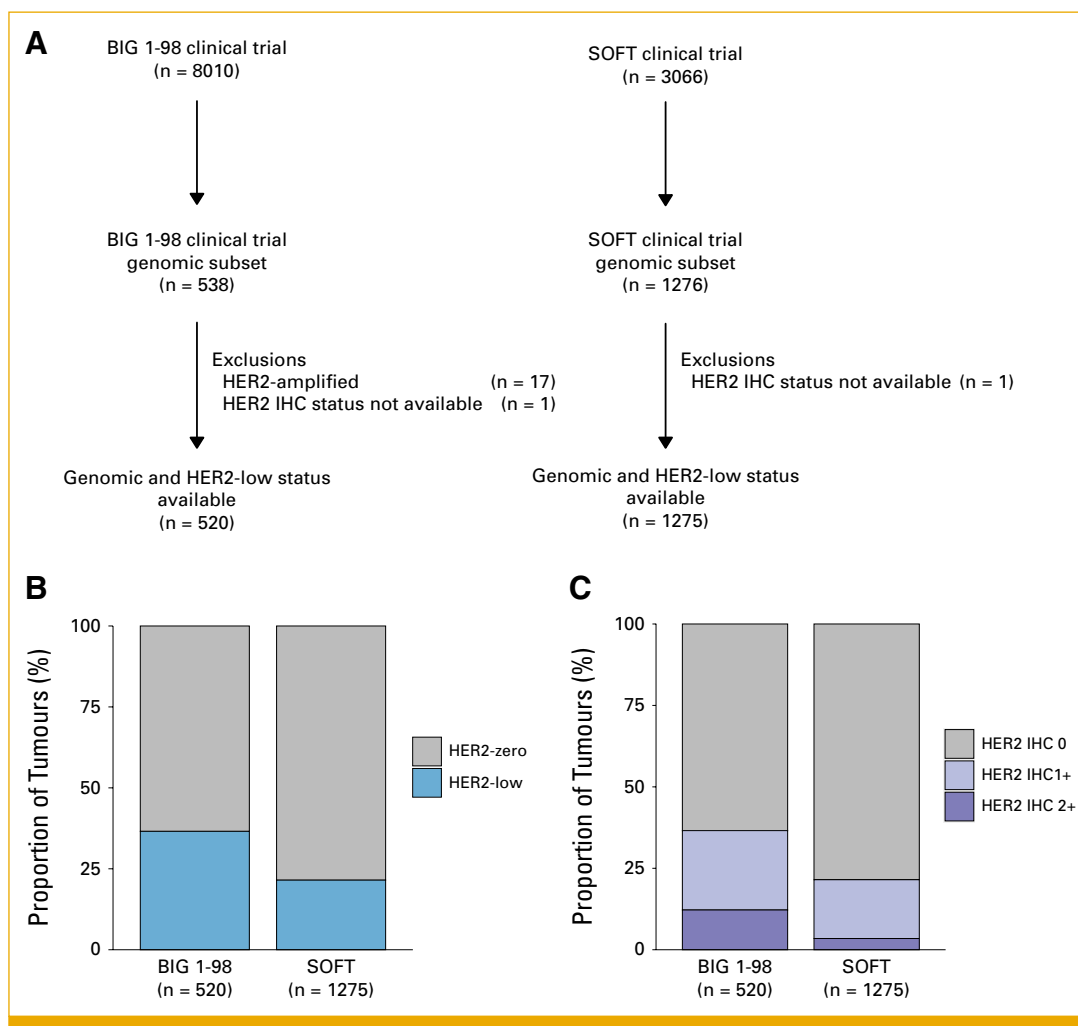 A
BIG 1-98 clinical trial
(n = 8010)
SOFT clinical trial
(n = 3066)
BIG 1-98 clinical trial
genomic subset
(n = 538)
SOFT clinical trial
genomic subset
(n = 1276)
Exclusions
HER2-amplified (n = 17)
HER2 IHC status not available (n = 1)
Exclusions
HER2 IHC status not available (n = 1)
Genomic and HER2-low status
available
(n = 520)
Genomic and HER2-low status
available
(n = 1275)
B
Proportion of Tumours (%)
100
75
50
25
0
BIG 1-98
(n = 520)
SOFT
(n = 1275)
HER2-zero
HER2-low
C
Proportion of Tumours (%)
100
75
50
25
0
BIG 1-98
(n = 520)
SOFT
(n = 1275)
HER2 IHC 0
HER2 IHC1+
HER2 IHC 2+